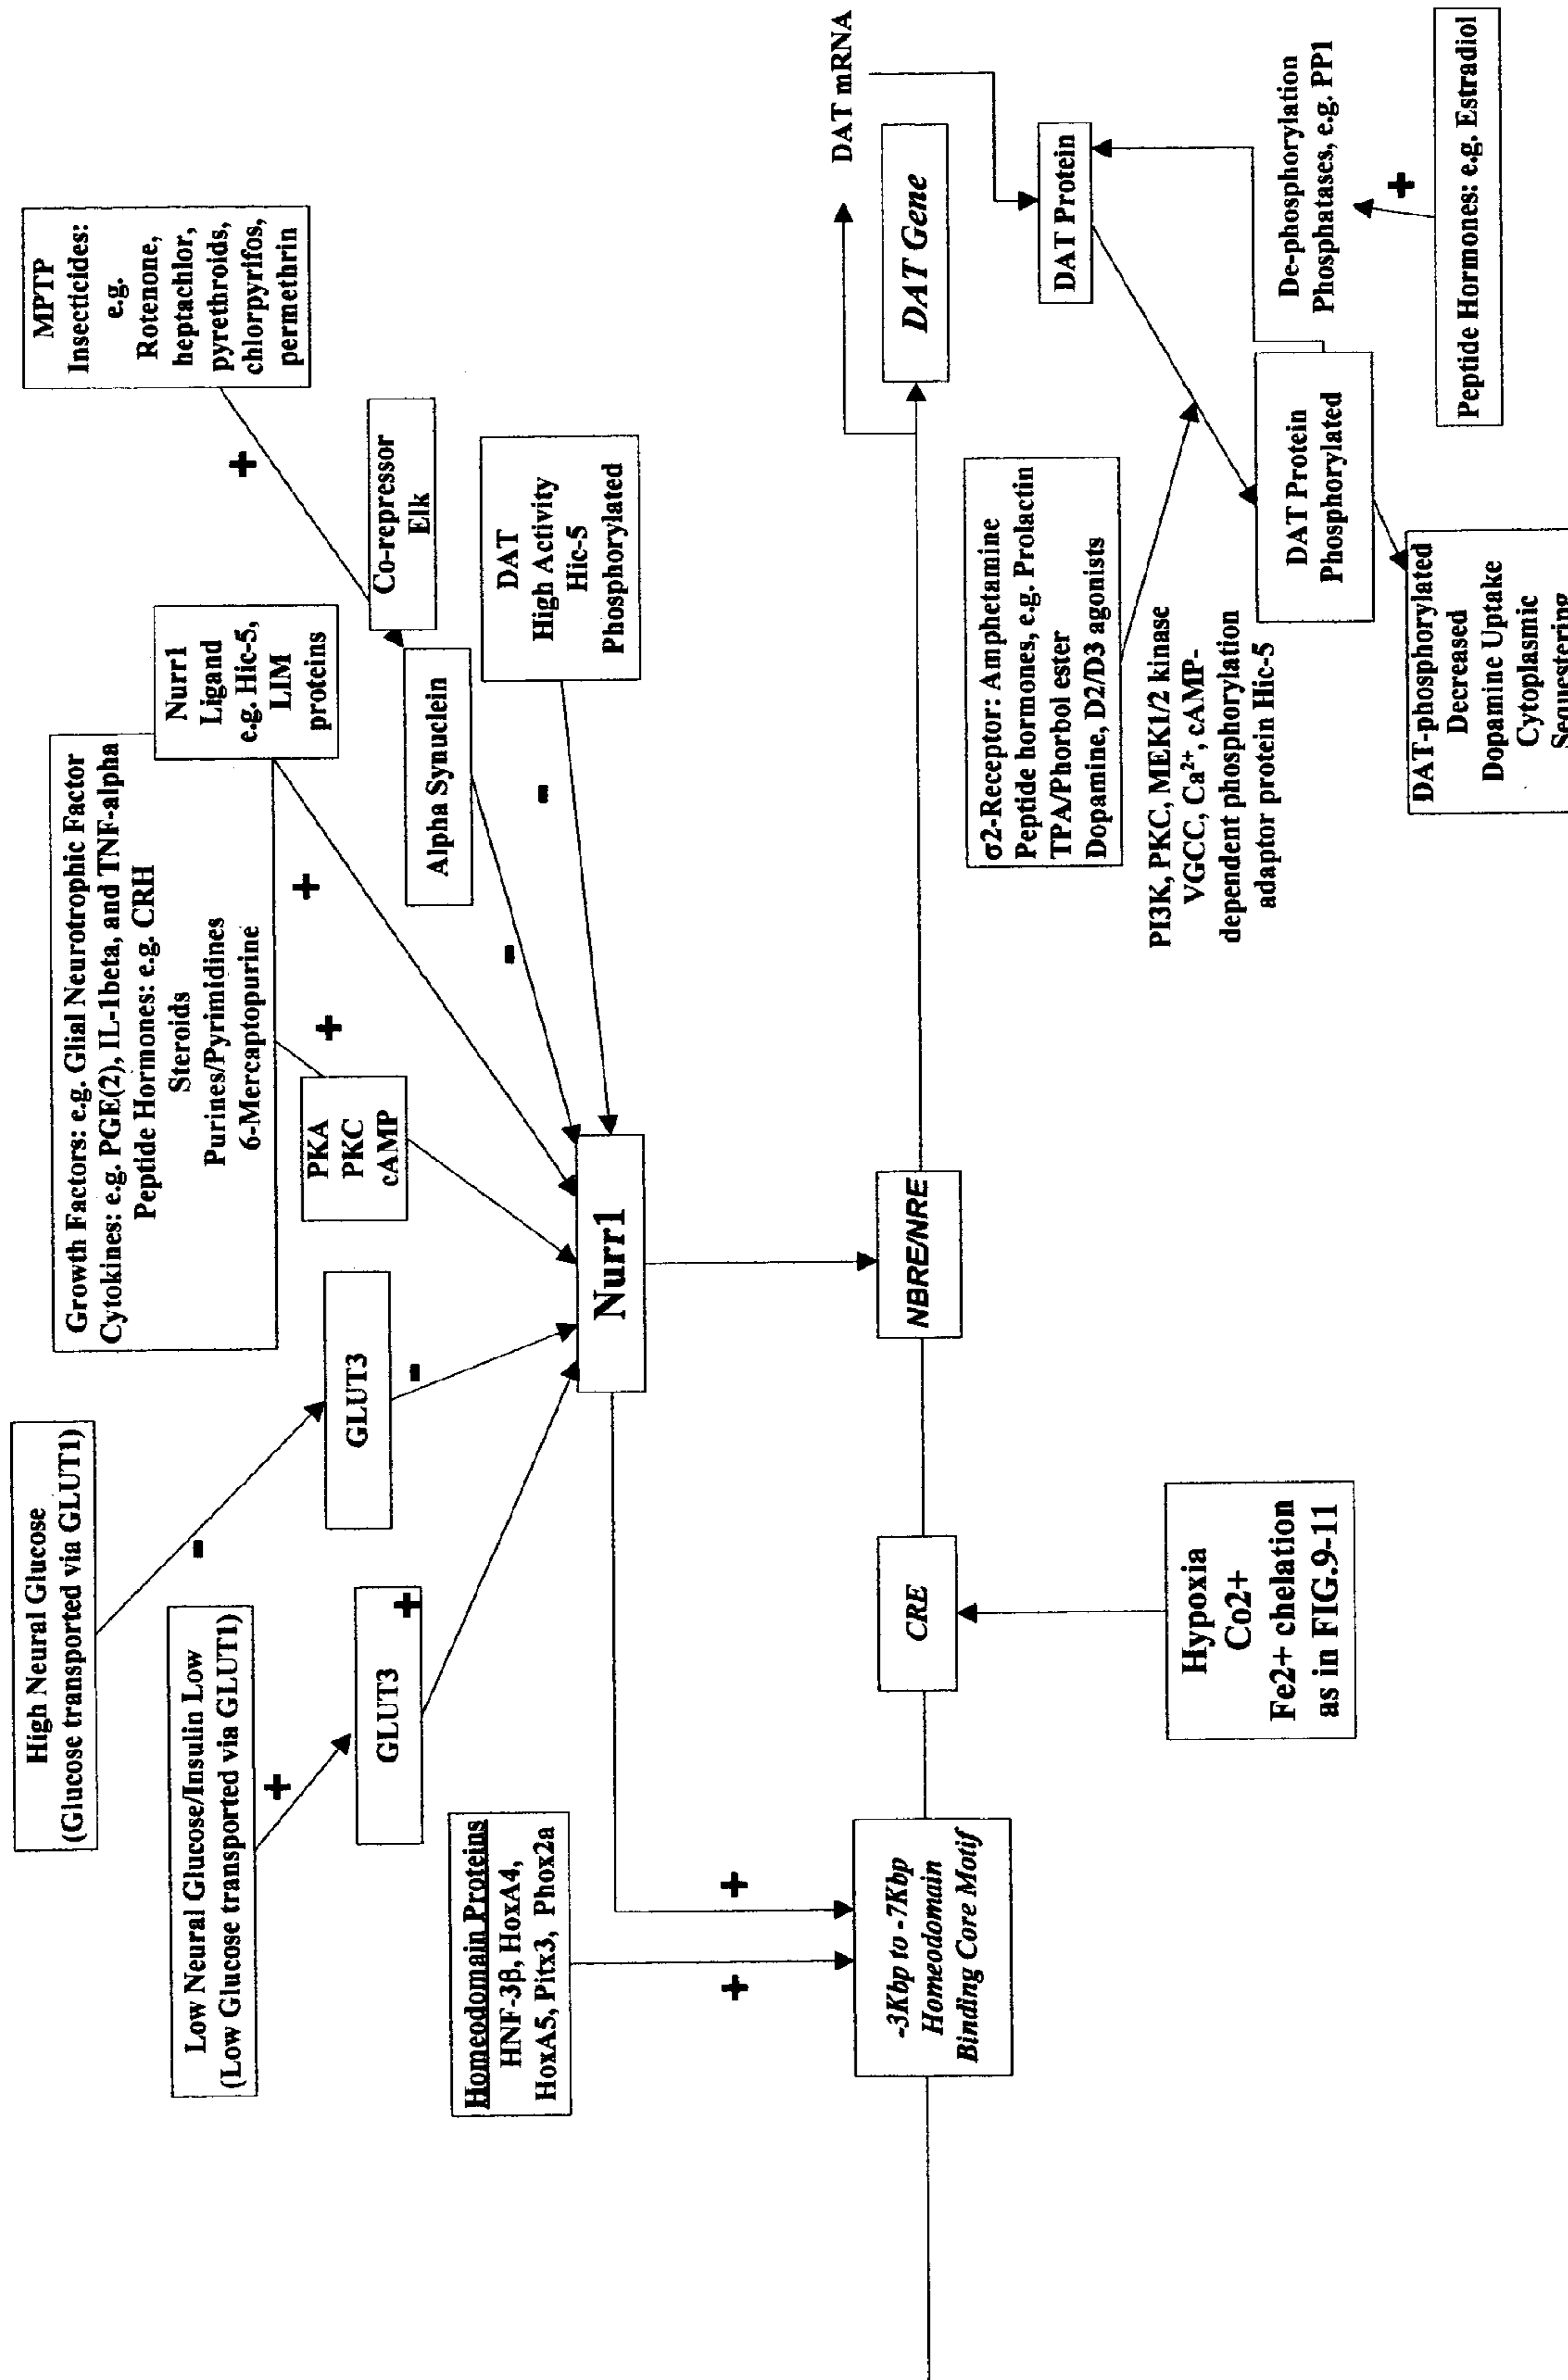 High Neural Glucose
(Glucose transported via GLUT1)
-
Low Neural Glucose/Insulin Low
(Low Glucose transported via GLUT1)
+
GLUT3
+
GLUT3
-
Growth Factors: e.g. Glial Neurotrophic Factor
Cytokines: e.g. PGE(2), IL-1beta, and TNF-alpha
Peptide Hormones: e.g. CRH
Steroids
Purines/Pyrimidines
6-Mercaptopurine
+
PKA
PKC
cAMP
Nurr1
Ligand
e.g. Hic-5,
LIM
proteins
+
MPTP
Insecticides:
e.g.
Rotenone,
heptachlor,
pyrethroids,
chlorpyrifos,
permethrin
+
Co-repressor
Elk
Alpha Synuclein
-
DAT
High Activity
Hic-5
Phosphorylated
-
Homeodomain Proteins
HNF-3β, HoxA4,
HoxA5, Pitx3, Phox2a
+
+
Nurr1
-3Kbp to -7Kbp
Homeodomain
Binding Core Motif
CRE
NBRE/NRE
DAT Gene
DAT mRNA
Hypoxia
Co2+
Fe2+ chelation
as in FIG.9-11
σ2-Receptor: Amphetamine
Peptide hormones, e.g. Prolactin
TPA/Phorbol ester
Dopamine, D2/D3 agonists
PI3K, PKC, MEK1/2 kinase
VGCC, Ca²⁺, cAMP-
dependent phosphorylation
adaptor protein Hic-5
DAT Protein
DAT Protein
Phosphorylated
De-phosphorylation
Phosphatases, e.g. PP1
+
Peptide Hormones: e.g. Estradiol
DAT-phosphorylated
Decreased
Dopamine Uptake
Cytoplasmic
Sequestering